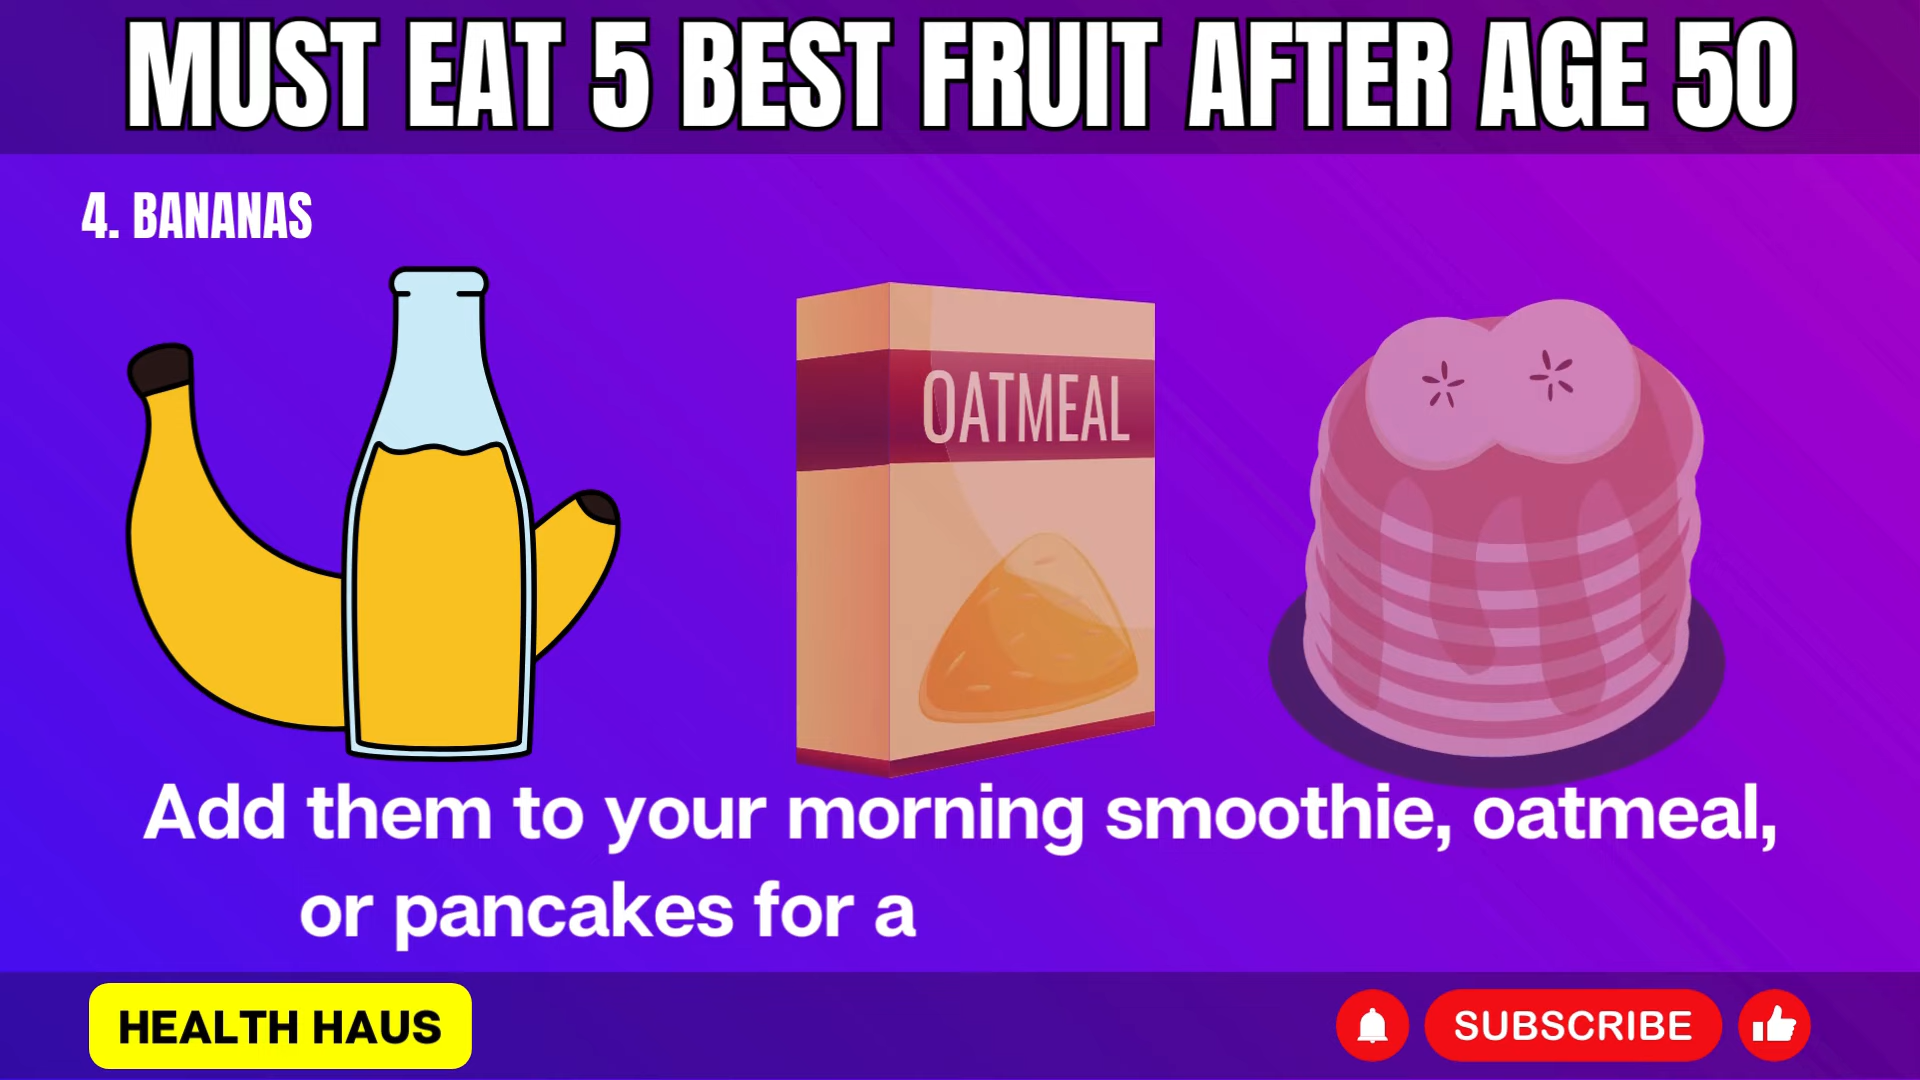 MUST EAT 5 BEST FRUIT AFTER AGE 50
4. BANANAS
OATMEAL
Add them to your morning smoothie, oatmeal,
or pancakes for a
HEALTH HAUS
SUBSCRIBE